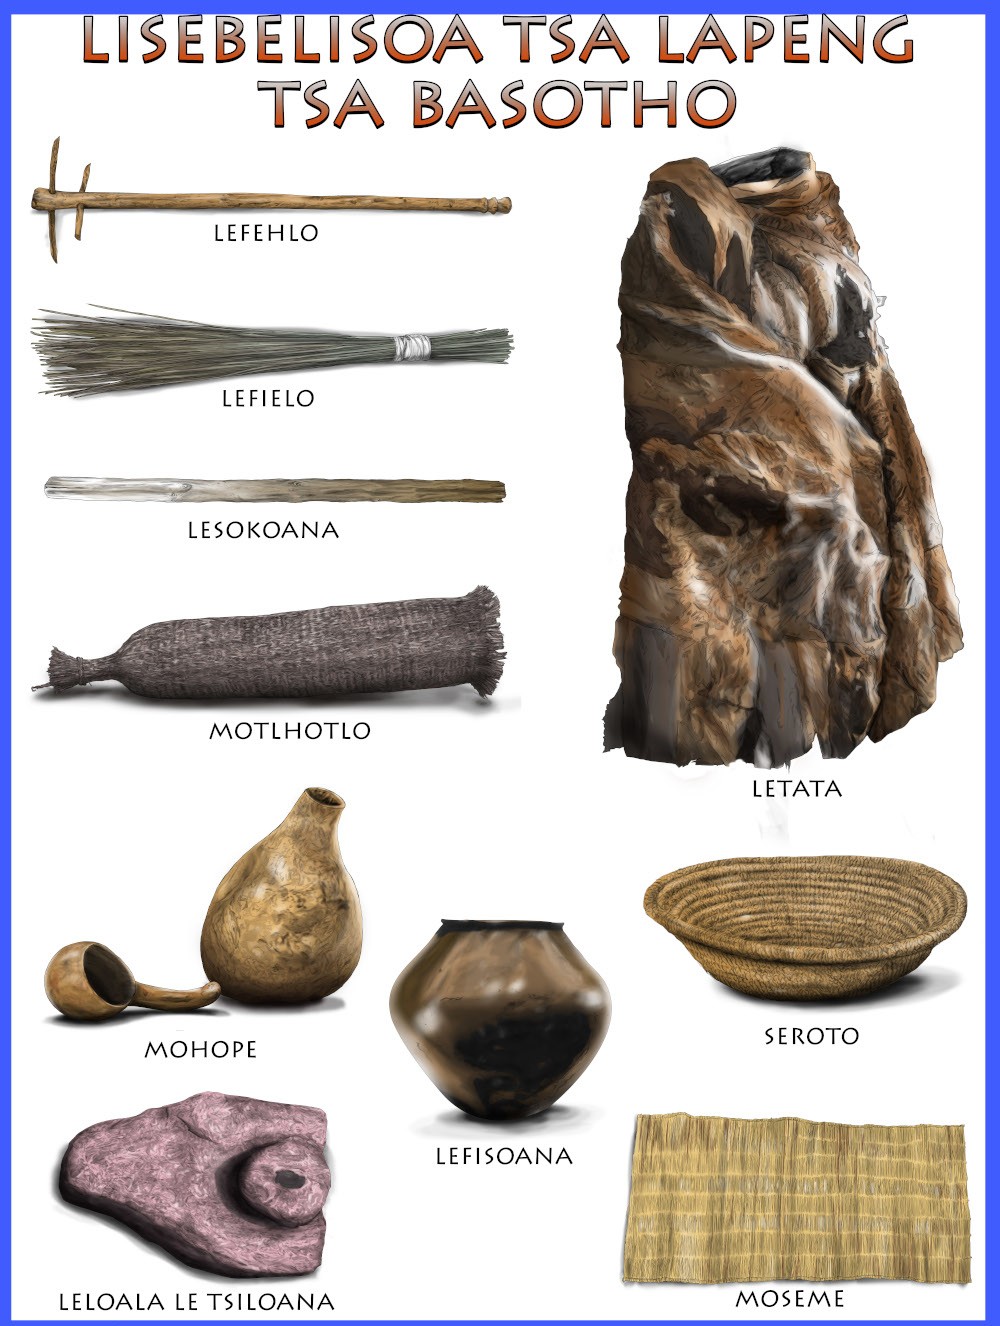 LISEBELISOA TSA LAPENG
TSA BASOTHO
LEFEHLO
LEFIELO
LESOKOANA
MOTLHOTLO
LETATA
MOHOPE
SEROTO
LEFISOANA
LELOALA LE TSILOANA
MOSEME